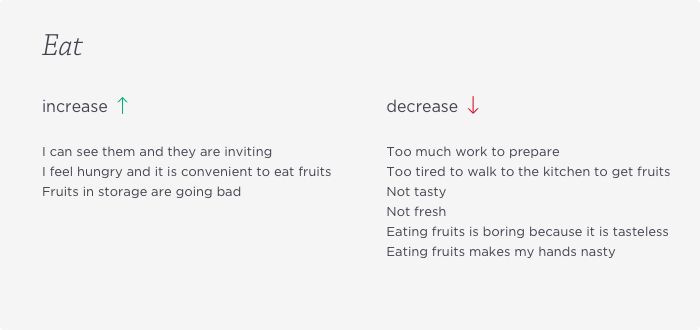 Eat
increase ↑
I can see them and they are inviting
I feel hungry and it is convenient to eat fruits
Fruits in storage are going bad
decrease ↓
Too much work to prepare
Too tired to walk to the kitchen to get fruits
Not tasty
Not fresh
Eating fruits is boring because it is tasteless
Eating fruits makes my hands nasty